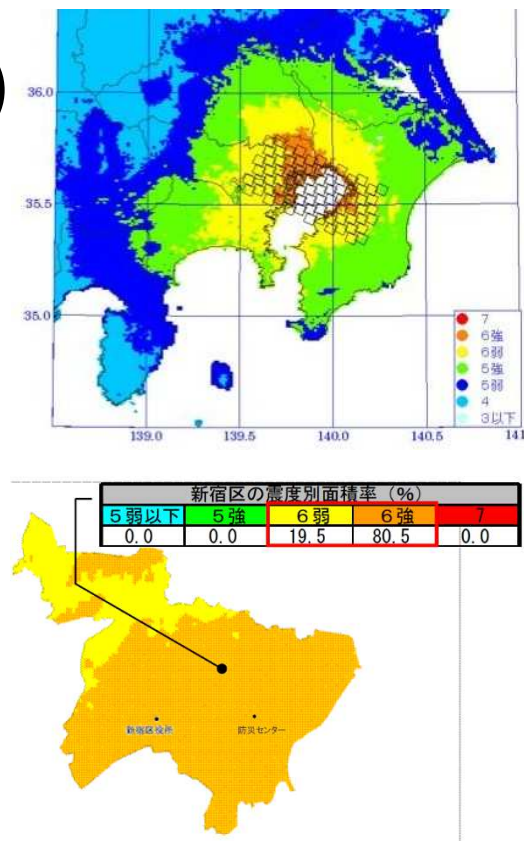 )
36.0
35.5
35.0
7
6強
6弱
5強
5弱
4
3以下
139.0 139.5 140.0 140.5 141
新宿区の震度別面積率（%）
5弱以下 5強 6弱 6強 7
0.0 0.0 19.5 80.5 0.0
新宿区役所 防災センター